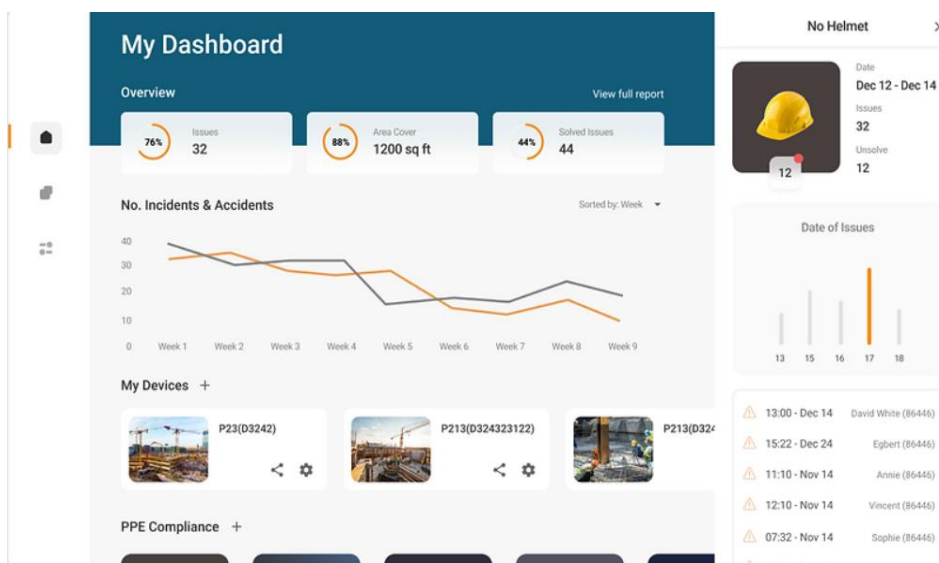 My Dashboard
Overview
View full report
76%
Issues
32
88%
Area Cover
1200 sq ft
44%
Solved Issues
44
No. Incidents & Accidents
Sorted by: Week
40
30
20
10
0 Week 1 Week 2 Week 3 Week 4 Week 5 Week 6 Week 7 Week 8 Week 9
My Devices +
P23(D3242)
P213(D324323122)
P213(D324
PPE Compliance +
No Helmet
12
Date
Dec 12 - Dec 14
Issues
32
Unsolve
12
Date of Issues
13 15 16 17 18
13:00 - Dec 14 David White (86446)
15:22 - Dec 24 Egbert (86446)
11:10 - Nov 14 Annie (86446)
12:10 - Nov 14 Vincent (86446)
07:32 - Nov 14 Sophie (86446)